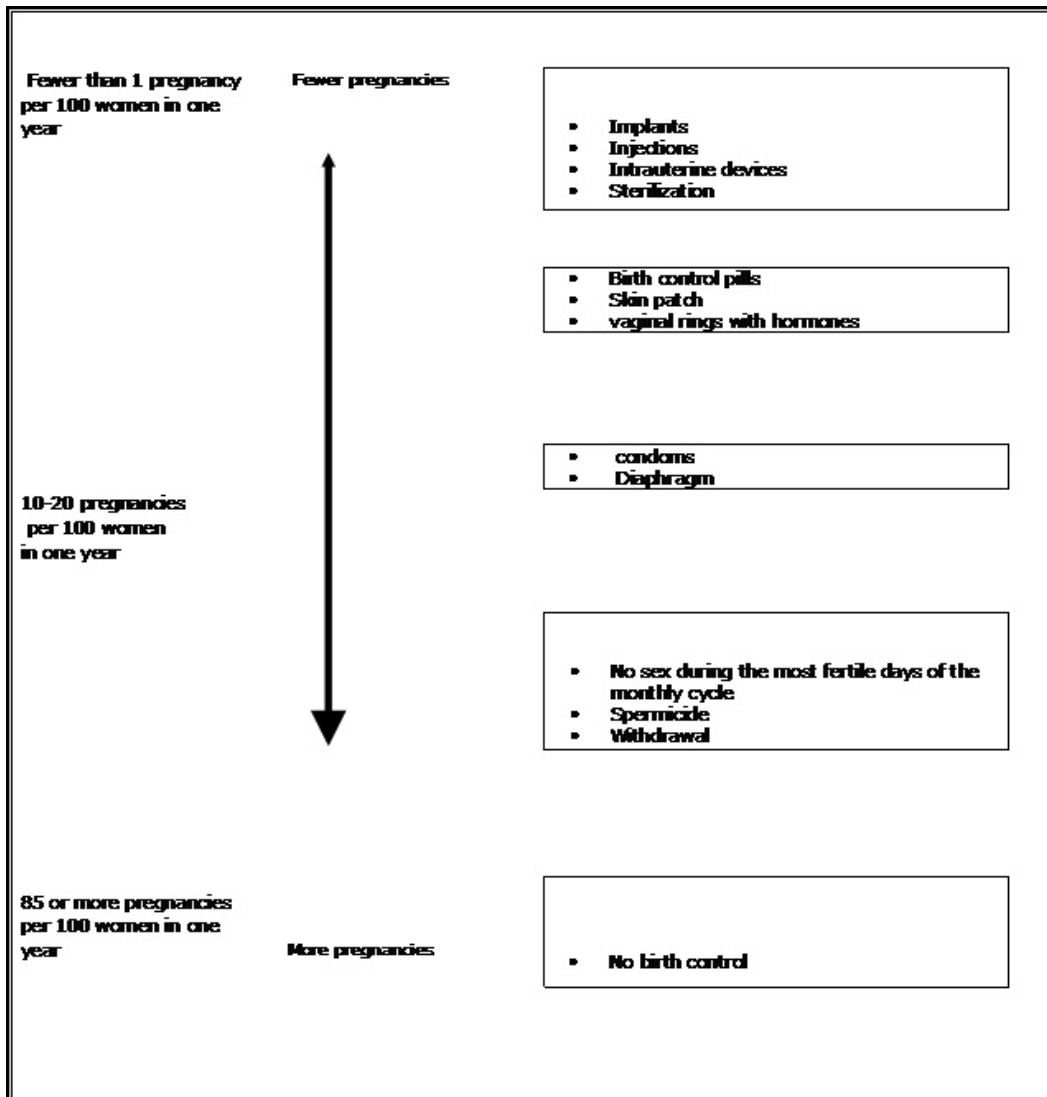 Fewer than 1 pregnancy
per 100 women in one
year
Fewer pregnancies
• Implants
• Injections
• Intrauterine devices
• Sterilization
• Birth control pills
• Skin patch
• vaginal rings with hormones
• condoms
• Diaphragm
10-20 pregnancies
per 100 women
in one year
• No sex during the most fertile days of the
monthly cycle
• Spermicide
• Withdrawal
85 or more pregnancies
per 100 women in one
year
More pregnancies
• No birth control